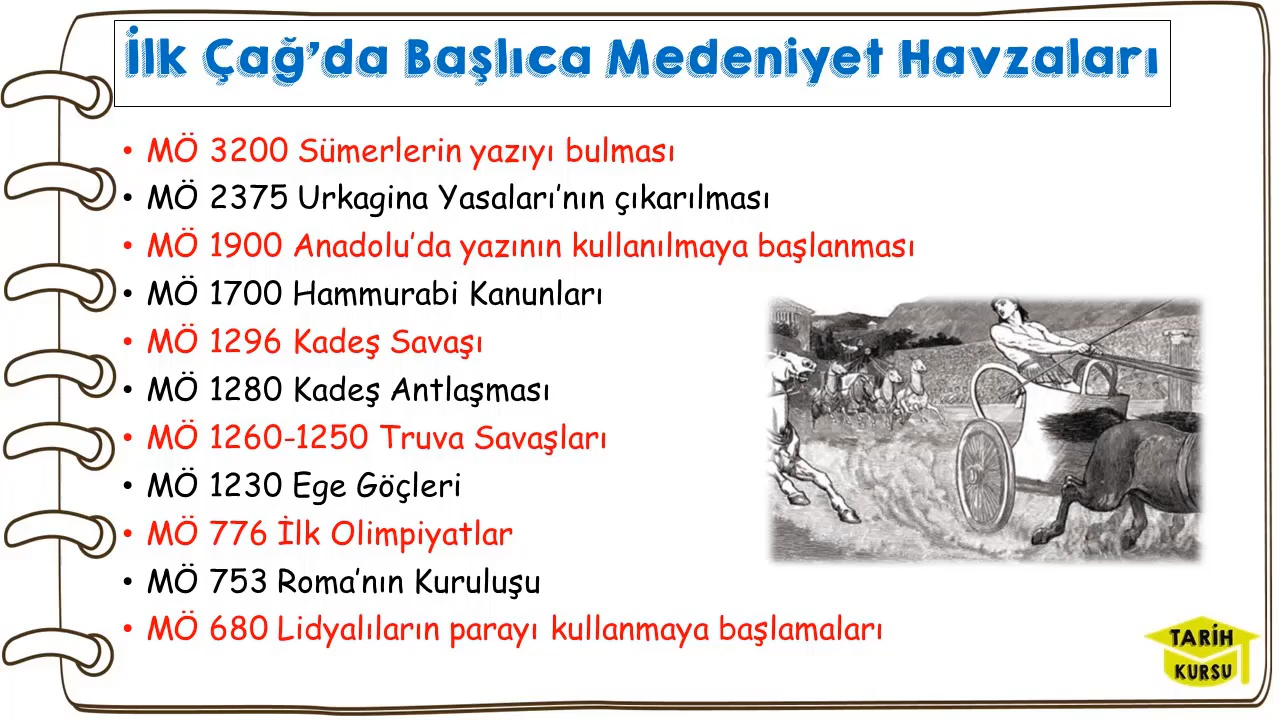 İlk Çağ’da Başlıca Medeniyet Havzaları
• MÖ 3200 Sümerlerin yazıyı bulması
• MÖ 2375 Urkagina Yasaları’nın çıkarılması
• MÖ 1900 Anadolu’da yazının kullanılmaya başlanması
• MÖ 1700 Hammurabi Kanunları
• MÖ 1296 Kadeş Savaşı
• MÖ 1280 Kadeş Antlaşması
• MÖ 1260-1250 Truva Savaşları
• MÖ 1230 Ege Göçleri
• MÖ 776 İlk Olimpiyatlar
• MÖ 753 Roma’nın Kuruluşu
• MÖ 680 Lidyalıların parayı kullanmaya başlamaları
TARİH
KURSU